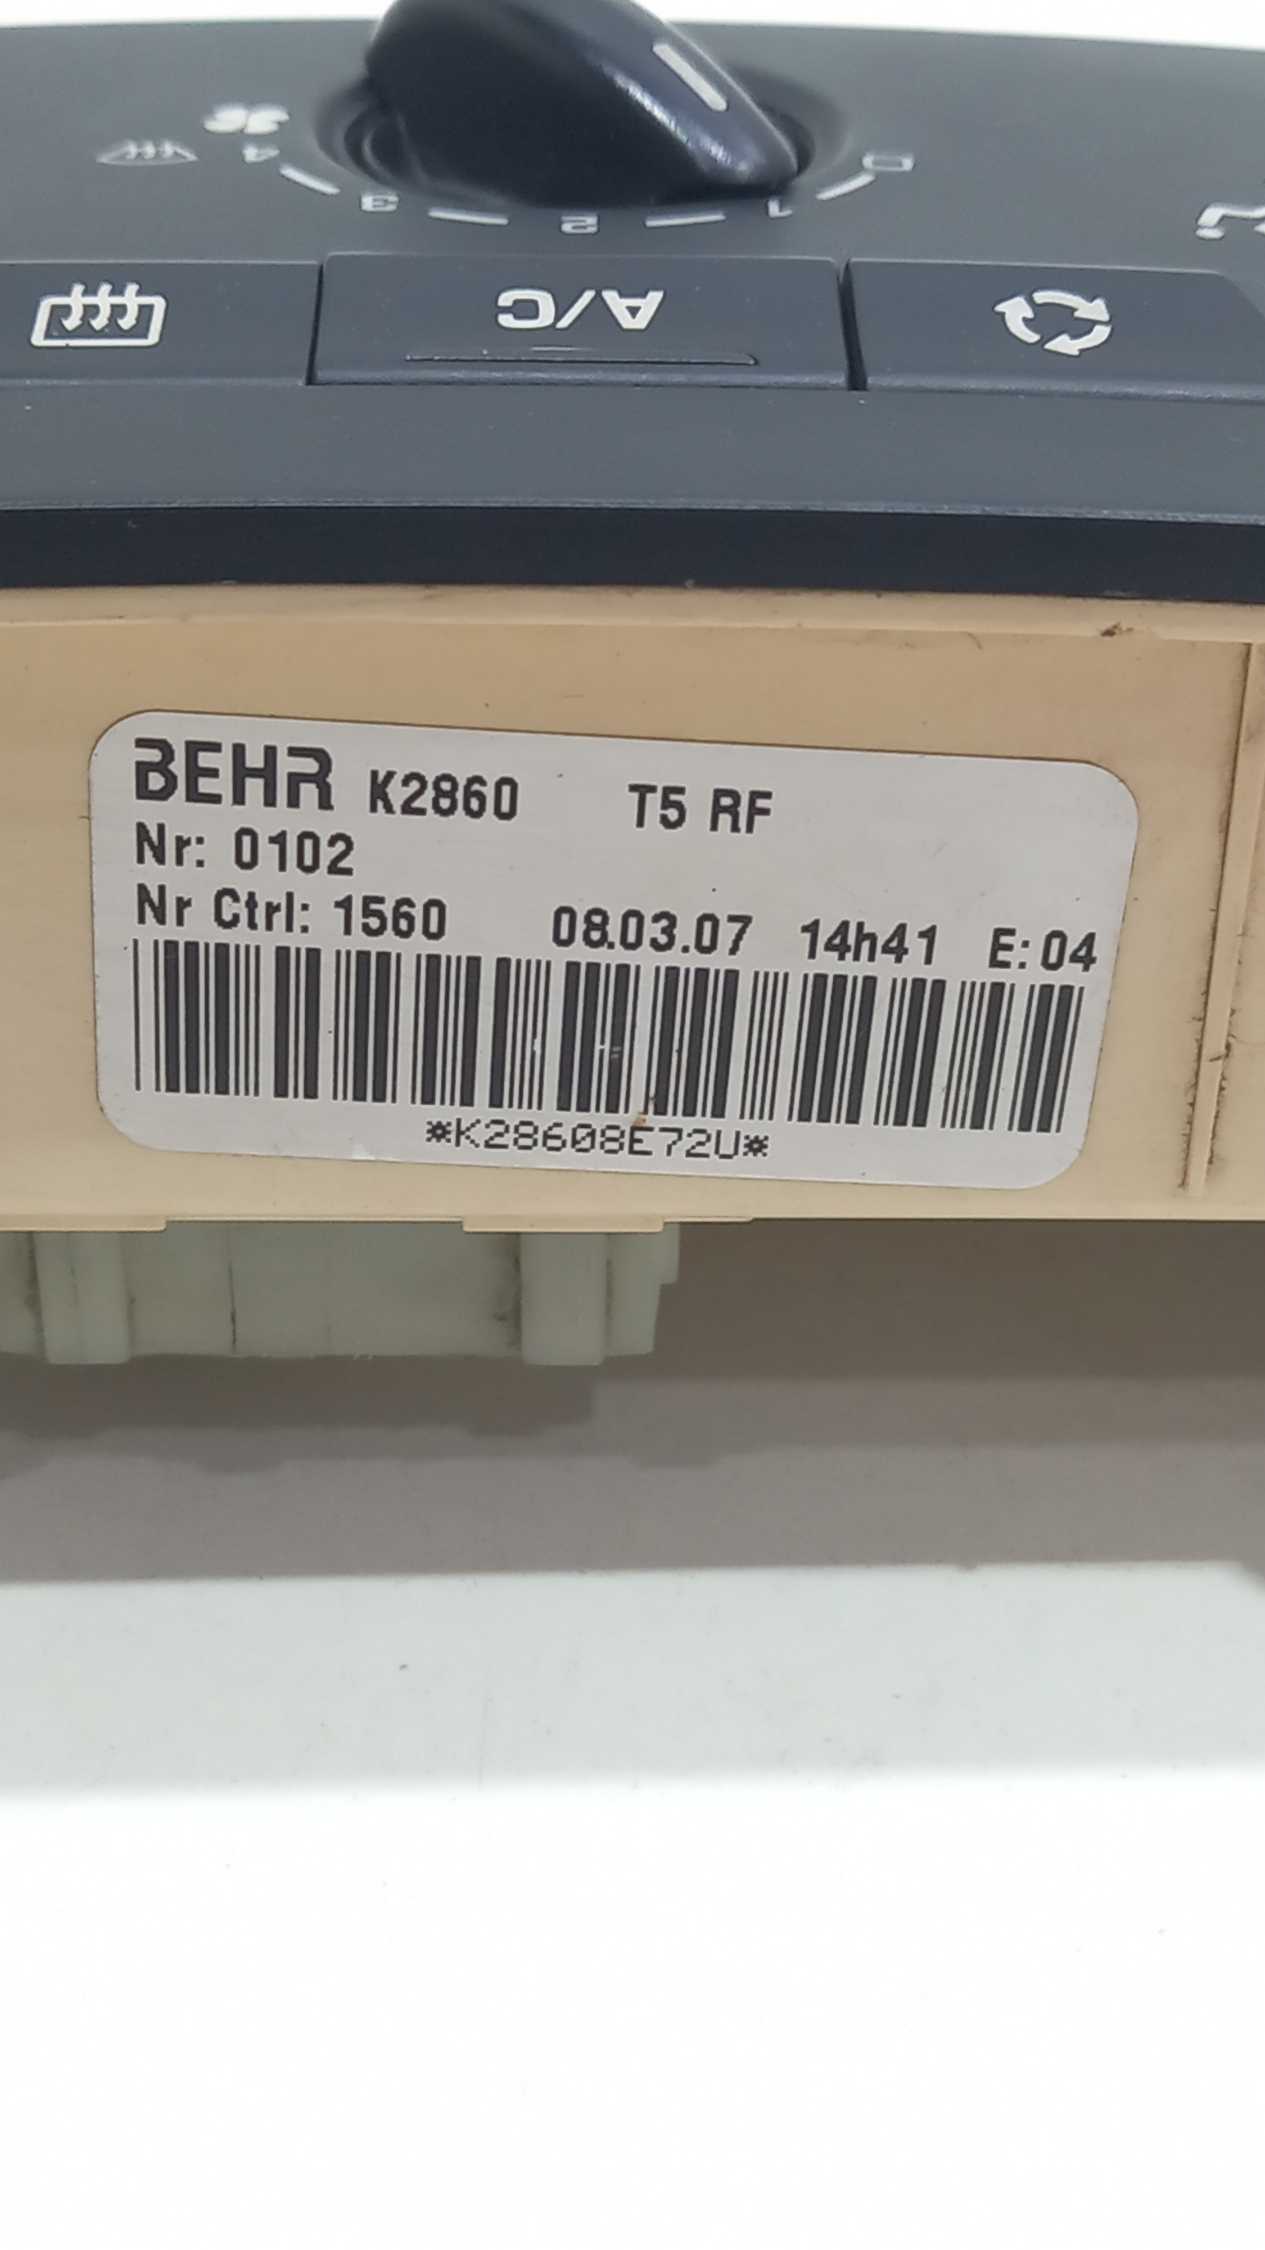 4 3 2 1 0
A/C
BEHR K2860 T5 RF
Nr: 0102
Nr Ctrl: 1560 08.03.07 14h41 E: 04
*K28608E72U*